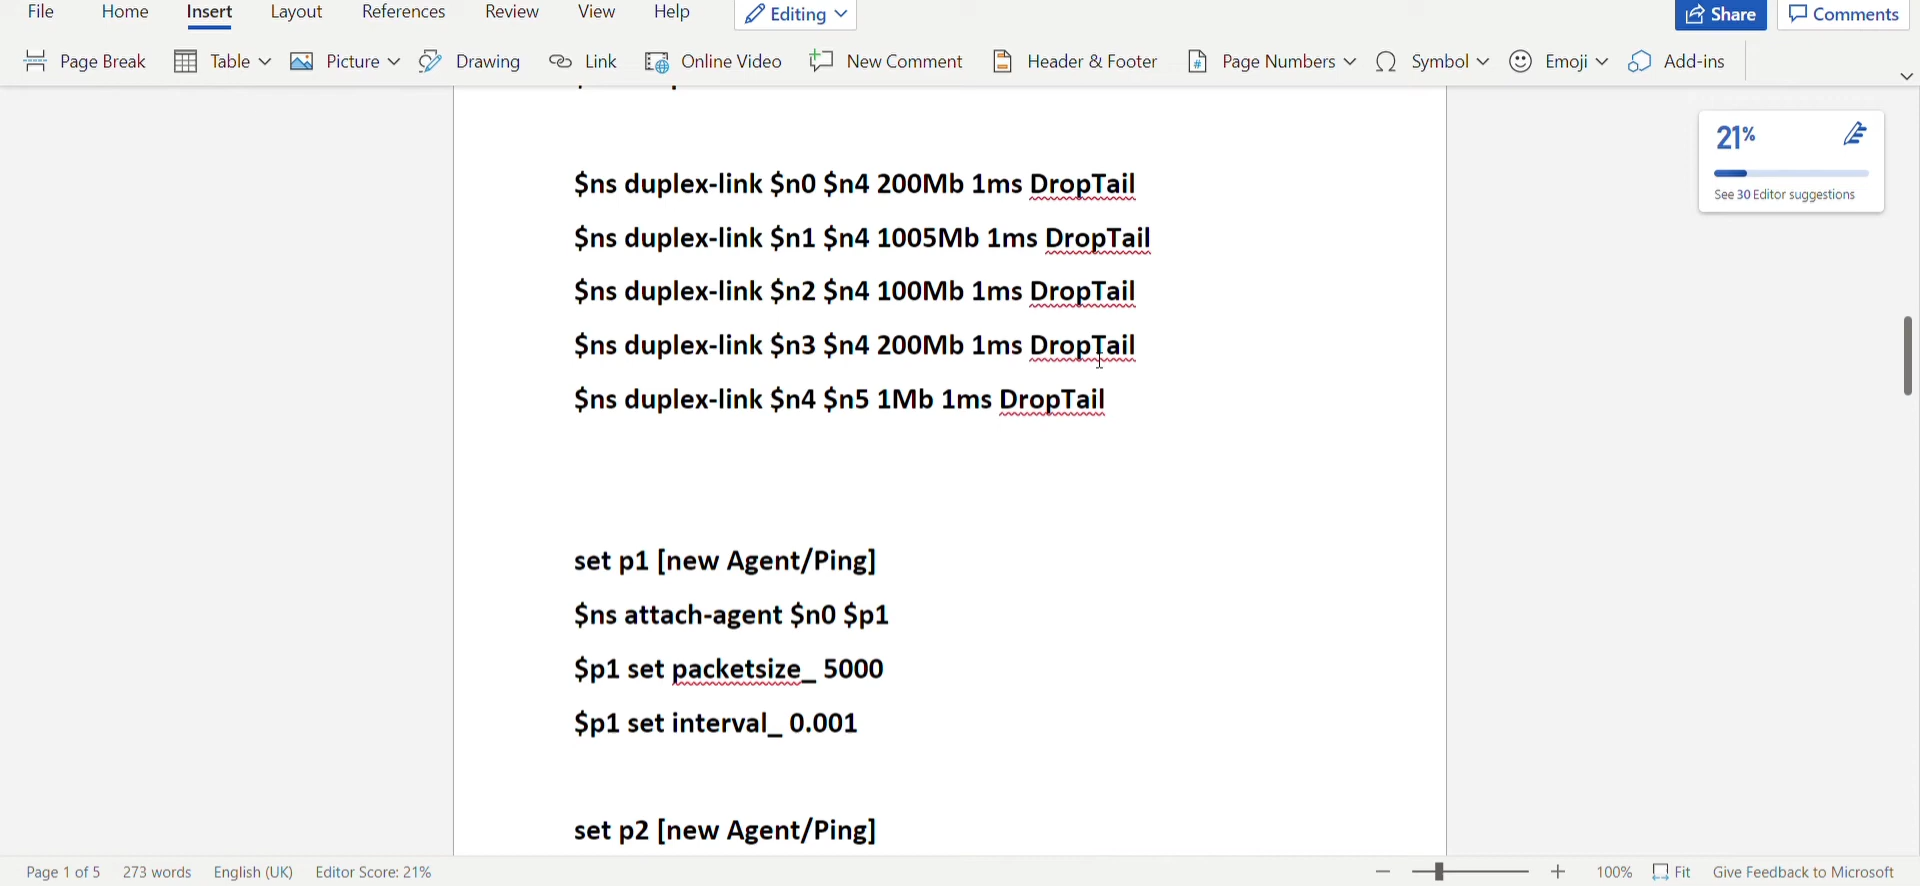 File Home Insert Layout References Review View Help Editing Share Comments
Page Break Table Picture Drawing Link Online Video New Comment Header & Footer Page Numbers Symbol Emoji Add-ins
21%
See 30 Editor suggestions
$ns duplex-link $n0 $n4 200Mb 1ms DropTail
$ns duplex-link $n1 $n4 1005Mb 1ms DropTail
$ns duplex-link $n2 $n4 100Mb 1ms DropTail
$ns duplex-link $n3 $n4 200Mb 1ms DropTail
$ns duplex-link $n4 $n5 1Mb 1ms DropTail
set p1 [new Agent/Ping]
$ns attach-agent $n0 $p1
$p1 set packetsize_ 5000
$p1 set interval_ 0.001
set p2 [new Agent/Ping]
Page 1 of 5 273 words English (UK) Editor Score: 21% 100% Fit Give Feedback to Microsoft